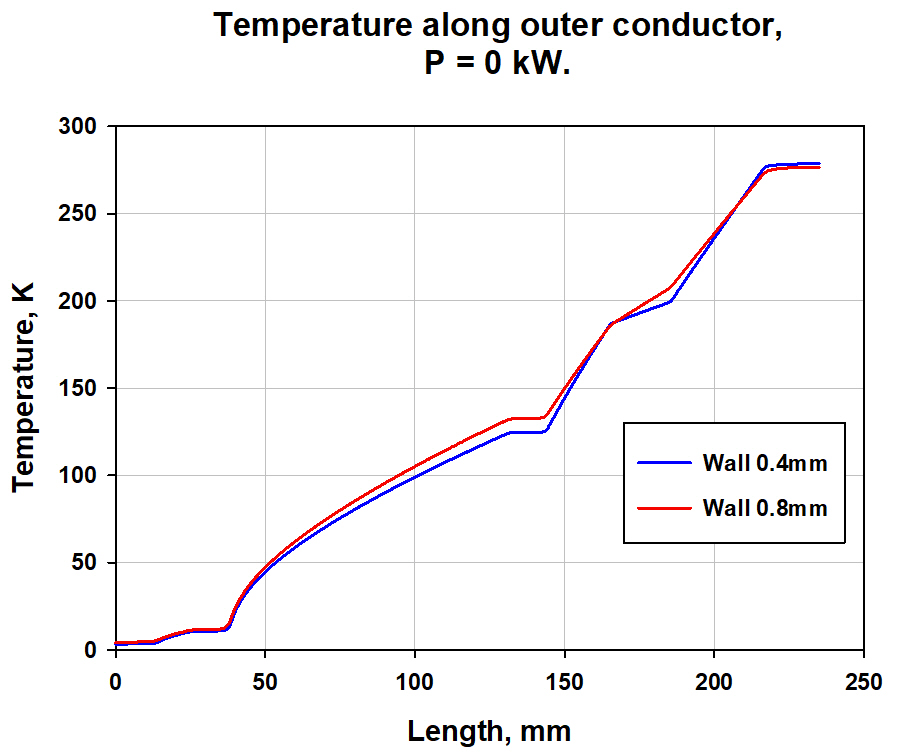 Temperature along outer conductor,
P = 0 kW.
Temperature, K
300
250
200
150
100
50
0
Wall 0.4mm
Wall 0.8mm
0 50 100 150 200 250
Length, mm